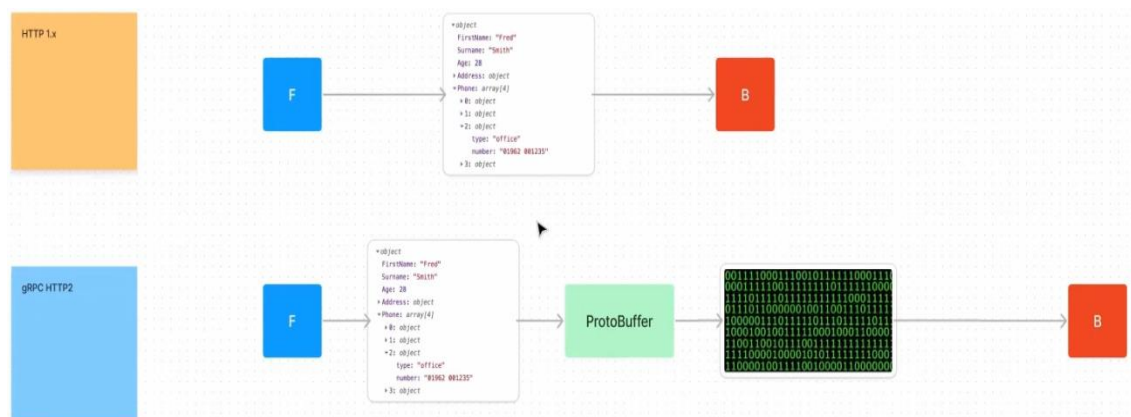 HTTP 1.x
F
object
FirstName: "Fred"
Surname: "Smith"
Age: 28
Address: object
Phone: array[4]
0: object
1: object
2: object
type: "office"
number: "01962 001235"
3: object
B
gRPC HTTP2
F
object
FirstName: "Fred"
Surname: "Smith"
Age: 28
Address: object
Phone: array[4]
0: object
1: object
2: object
type: "office"
number: "01962 001235"
3: object
ProtoBuffer
B